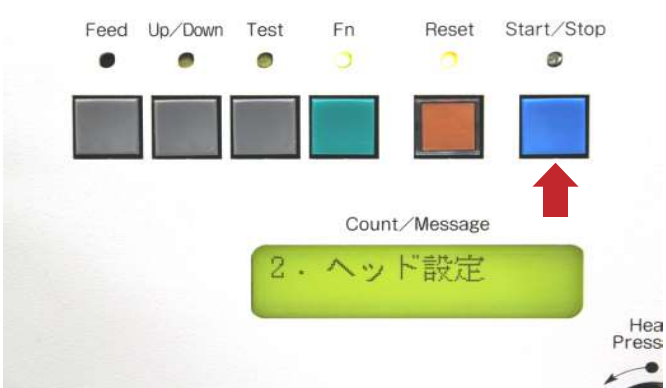 Feed Up/Down Test Fn Reset Start/Stop
Count/Message
2．ヘッド設定